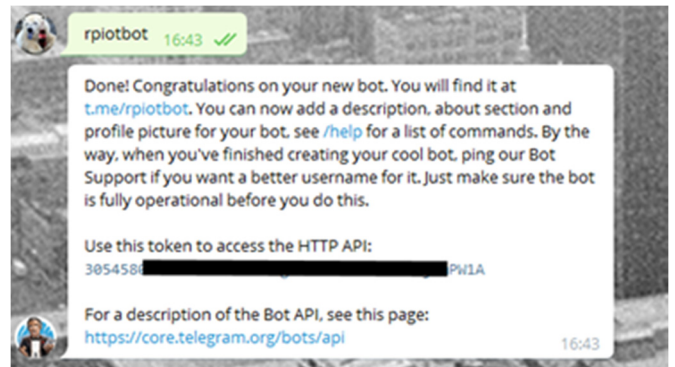 rpiotbot 16:43
Done! Congratulations on your new bot. You will find it at
t.me/rpiotbot. You can now add a description, about section and
profile picture for your bot, see /help for a list of commands. By the
way, when you've finished creating your cool bot, ping our Bot
Support if you want a better username for it. Just make sure the bot
is fully operational before you do this.
Use this token to access the HTTP API:
305458 PW1A
For a description of the Bot API, see this page:
https://core.telegram.org/bots/api
16:43